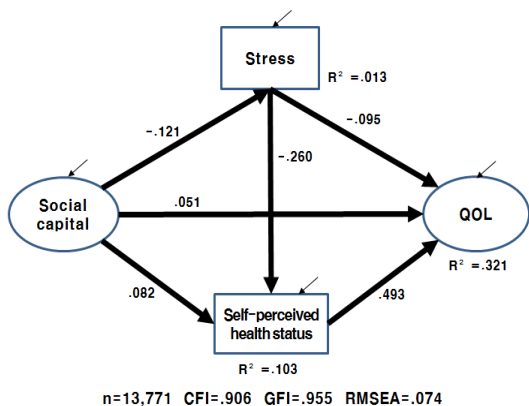 Stress
R² =.013
-.121
-.095
-.260
Social
capital
.051
QOL
R² =.321
.082
.493
Self-perceived
health status
R² =.103
n=13,771 CFI=.906 GFI=.955 RMSEA=.074